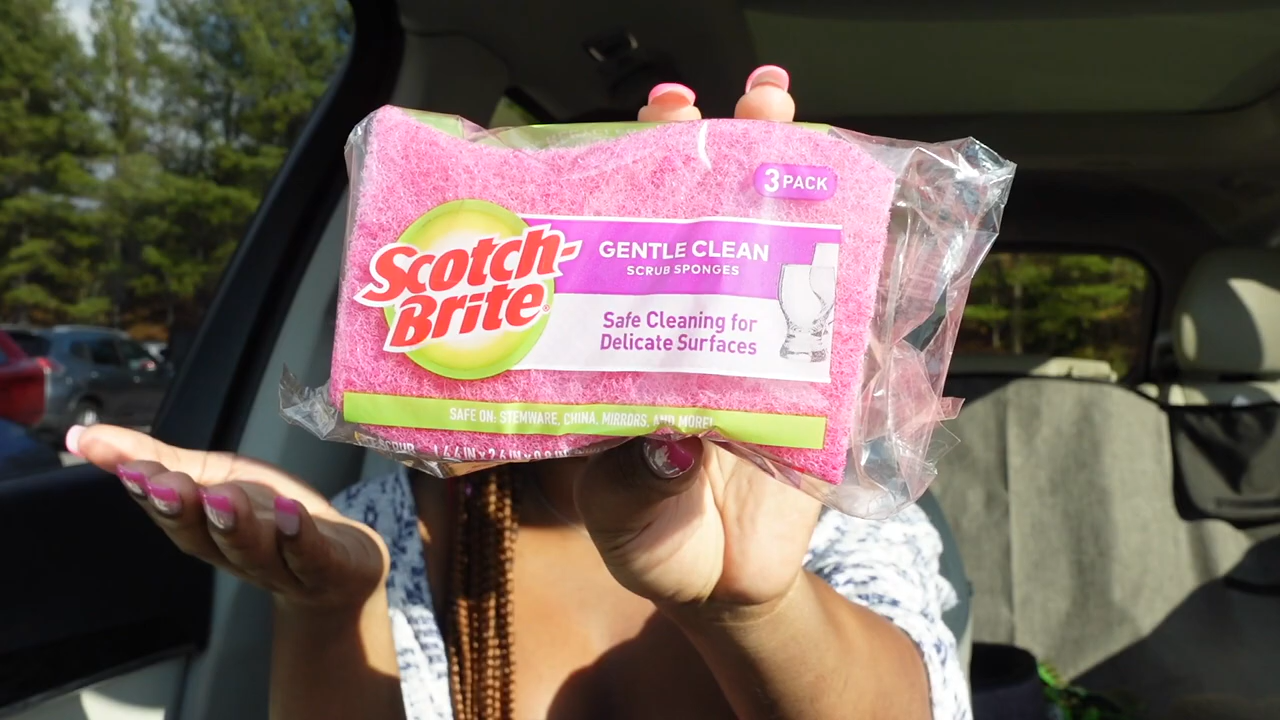 3 PACK
Scotch-
Brite®
GENTLE CLEAN
SCRUB SPONGES
Safe Cleaning for
Delicate Surfaces
SAFE ON: STEMWARE, CHINA, MIRRORS, AND MORE!